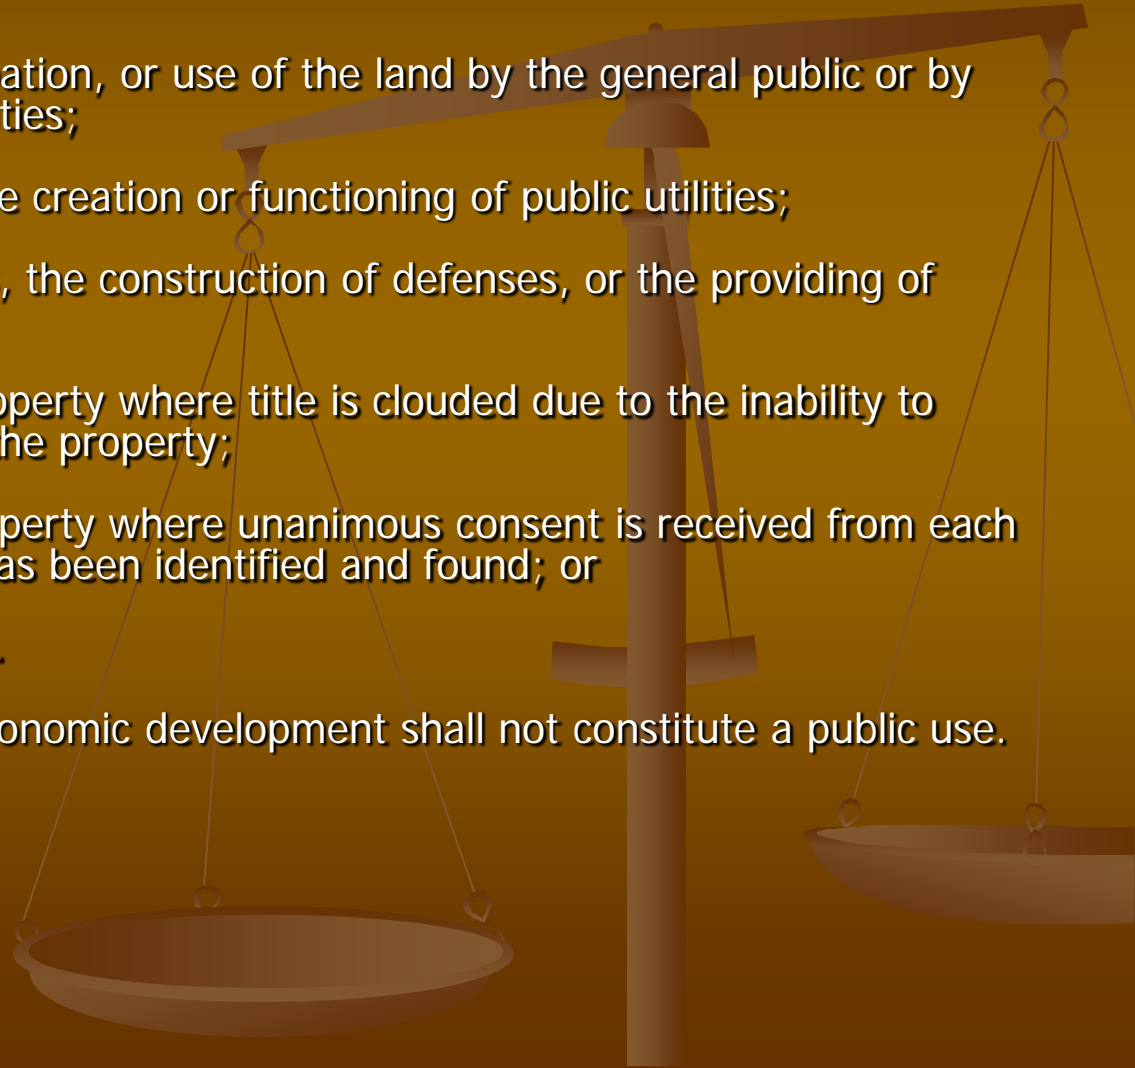 ation, or use of the land by the general public or by
ties;
e creation or functioning of public utilities;
, the construction of defenses, or the providing of
perty where title is clouded due to the inability to
he property;
perty where unanimous consent is received from each
as been identified and found; or
.
onomic development shall not constitute a public use.